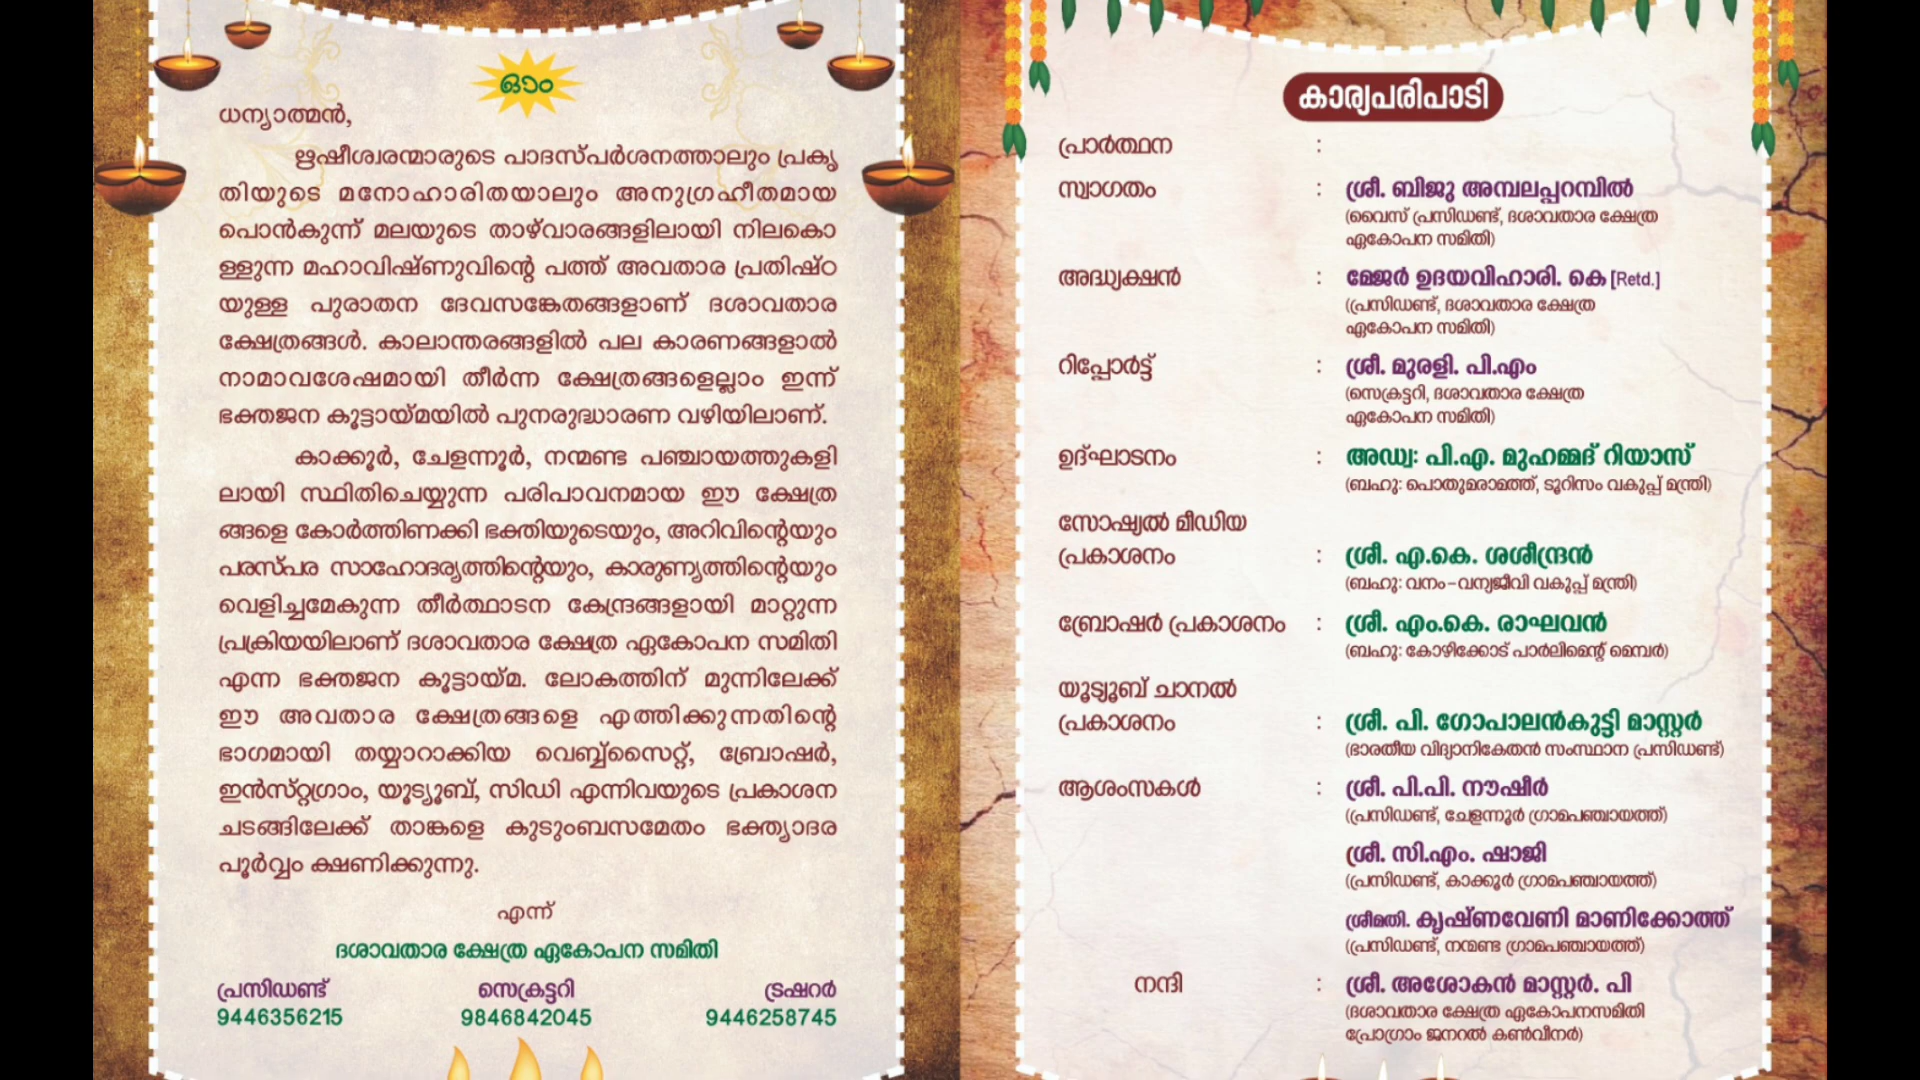 ഓം
ധന്യാത്മൻ,
ഋഷീശ്വരന്മാരുടെ പാദസ്പർശനത്താലും പ്രകൃ
തിയുടെ മനോഹാരിതയാലും അനുഗ്രഹീതമായ
പൊൻകുന്ന് മലയുടെ താഴ്‌വാരങ്ങളിലായി നിലകൊ
ള്ളുന്ന മഹാവിഷ്ണുവിന്റെ പത്ത് അവതാര പ്രതിഷ്ഠ
യുള്ള പുരാതന ദേവസങ്കേതങ്ങളാണ് ദശാവതാര
ക്ഷേത്രങ്ങൾ. കാലാന്തരങ്ങളിൽ പല കാരണങ്ങളാൽ
നാമാവശേഷമായി തീർന്ന ക്ഷേത്രങ്ങളെല്ലാം ഇന്ന്
ഭക്തജന കൂട്ടായ്മയിൽ പുനരുദ്ധാരണ വഴിയിലാണ്.
കാക്കൂർ, ചേളന്നൂർ, നന്മണ്ട പഞ്ചായത്തുകളി
ലായി സ്ഥിതിചെയ്യുന്ന പരിപാവനമായ ഈ ക്ഷേത്ര
ങ്ങളെ കോർത്തിണക്കി ഭക്തിയുടെയും, അറിവിന്റെയും
പരസ്പര സാഹോദര്യത്തിന്റെയും, കാരുണ്യത്തിന്റെയും
വെളിച്ചമേകുന്ന തീർത്ഥാടന കേന്ദ്രങ്ങളായി മാറ്റുന്ന
പ്രക്രിയയിലാണ് ദശാവതാര ക്ഷേത്ര ഏകോപന സമിതി
എന്ന ഭക്തജന കൂട്ടായ്മ. ലോകത്തിന് മുന്നിലേക്ക്
ഈ അവതാര ക്ഷേത്രങ്ങളെ എത്തിക്കുന്നതിന്റെ
ഭാഗമായി തയ്യാറാക്കിയ വെബ്ബ്സൈറ്റ്, ബ്രോഷർ,
ഇൻസ്റ്റഗ്രാം, യൂട്യൂബ്, സിഡി എന്നിവയുടെ പ്രകാശന
ചടങ്ങിലേക്ക് താങ്കളെ കുടുംബസമേതം ഭക്ത്യാദര
പൂർവ്വം ക്ഷണിക്കുന്നു.
എന്ന്
ദശാവതാര ക്ഷേത്ര ഏകോപന സമിതി
പ്രസിഡണ്ട് സെക്രട്ടറി ട്രഷറർ
9446356215 9846842045 9446258745
കാര്യപരിപാടി
പ്രാർത്ഥന :
സ്വാഗതം : ശ്രീ. ബിജു അമ്പലപ്പറമ്പിൽ
(വൈസ് പ്രസിഡണ്ട്, ദശാവതാര ക്ഷേത്ര
ഏകോപന സമിതി)
അദ്ധ്യക്ഷൻ : മേജർ ഉദയവിഹാരി. കെ [Retd.]
(പ്രസിഡണ്ട്, ദശാവതാര ക്ഷേത്ര
ഏകോപന സമിതി)
റിപ്പോർട്ട് : ശ്രീ. മുരളി. പി.എം
(സെക്രട്ടറി, ദശാവതാര ക്ഷേത്ര
ഏകോപന സമിതി)
ഉദ്ഘാടനം : അഡ്വ: പി.എ. മുഹമ്മദ് റിയാസ്
(ബഹു: പൊതുമരാമത്ത്, ടൂറിസം വകുപ്പ് മന്ത്രി)
സോഷ്യൽ മീഡിയ
പ്രകാശനം : ശ്രീ. എ.കെ. ശശീന്ദ്രൻ
(ബഹു: വനം-വന്യജീവി വകുപ്പ് മന്ത്രി)
ബ്രോഷർ പ്രകാശനം : ശ്രീ. എം.കെ. രാഘവൻ
(ബഹു: കോഴിക്കോട് പാർലിമെന്റ് മെമ്പർ)
യൂട്യൂബ് ചാനൽ
പ്രകാശനം : ശ്രീ. പി. ഗോപാലൻകുട്ടി മാസ്റ്റർ
(ഭാരതീയ വിദ്യാനികേതൻ സംസ്ഥാന പ്രസിഡണ്ട്)
ആശംസകൾ : ശ്രീ. പി.പി. നൗഷീർ
(പ്രസിഡണ്ട്, ചേളന്നൂർ ഗ്രാമപഞ്ചായത്ത്)
ശ്രീ. സി.എം. ഷാജി
(പ്രസിഡണ്ട്, കാക്കൂർ ഗ്രാമപഞ്ചായത്ത്)
ശ്രീമതി. കൃഷ്ണവേണി മാണിക്കോത്ത്
(പ്രസിഡണ്ട്, നന്മണ്ട ഗ്രാമപഞ്ചായത്ത്)
നന്ദി : ശ്രീ. അശോകൻ മാസ്റ്റർ. പി
(ദശാവതാര ക്ഷേത്ര ഏകോപനസമിതി
പ്രോഗ്രാം ജനറൽ കൺവീനർ)